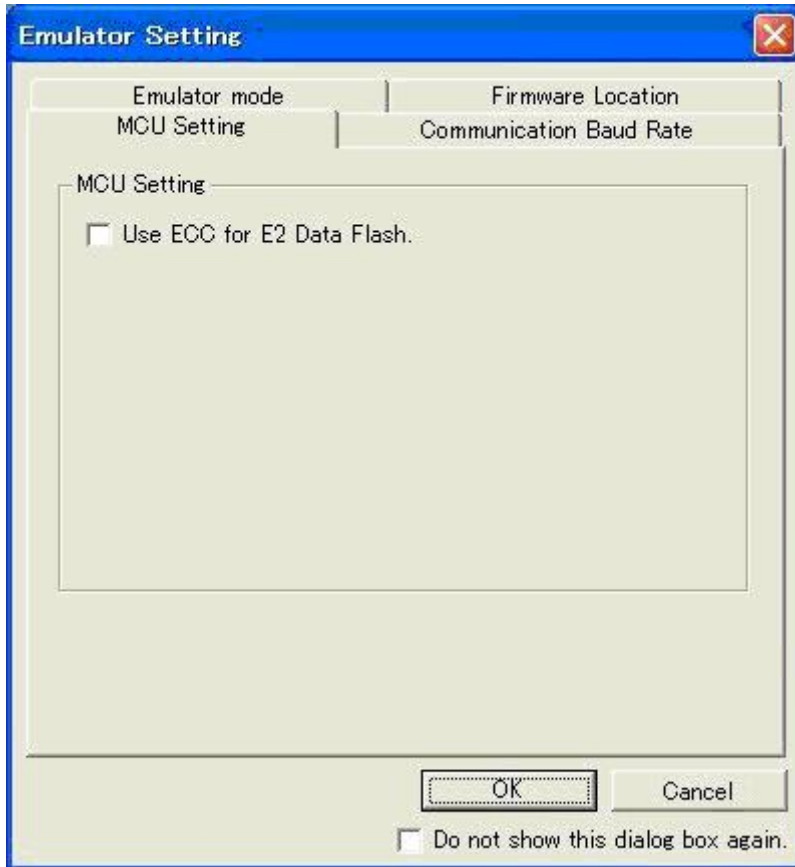 Emulator Setting
Emulator mode
Firmware Location
MCU Setting
Communication Baud Rate
MCU Setting
Use ECC for E2 Data Flash.
OK
Cancel
Do not show this dialog box again.